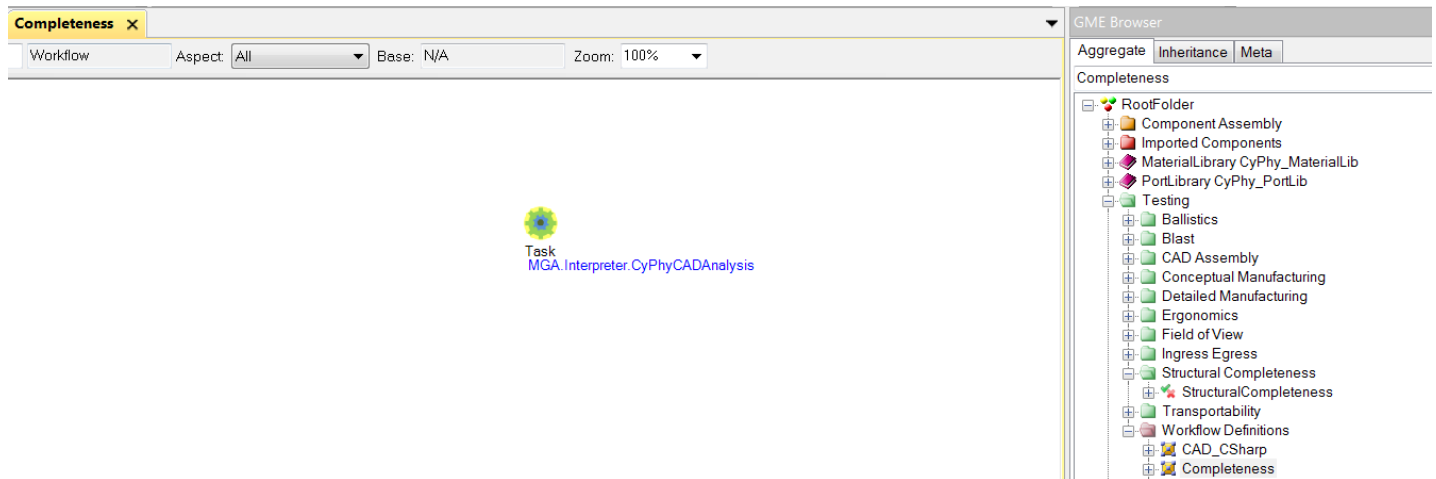 Completeness
Workflow Aspect: All Base: N/A Zoom: 100%
Task
MGA.Interpreter.CyPhyCADAnalysis
GME Browser
Aggregate Inheritance Meta
Completeness
RootFolder
Component Assembly
Imported Components
MaterialLibrary CyPhy_MaterialLib
PortLibrary CyPhy_PortLib
Testing
Ballistics
Blast
CAD Assembly
Conceptual Manufacturing
Detailed Manufacturing
Ergonomics
Field of View
Ingress Egress
Structural Completeness
StructuralCompleteness
Transportability
Workflow Definitions
CAD_CSharp
Completeness